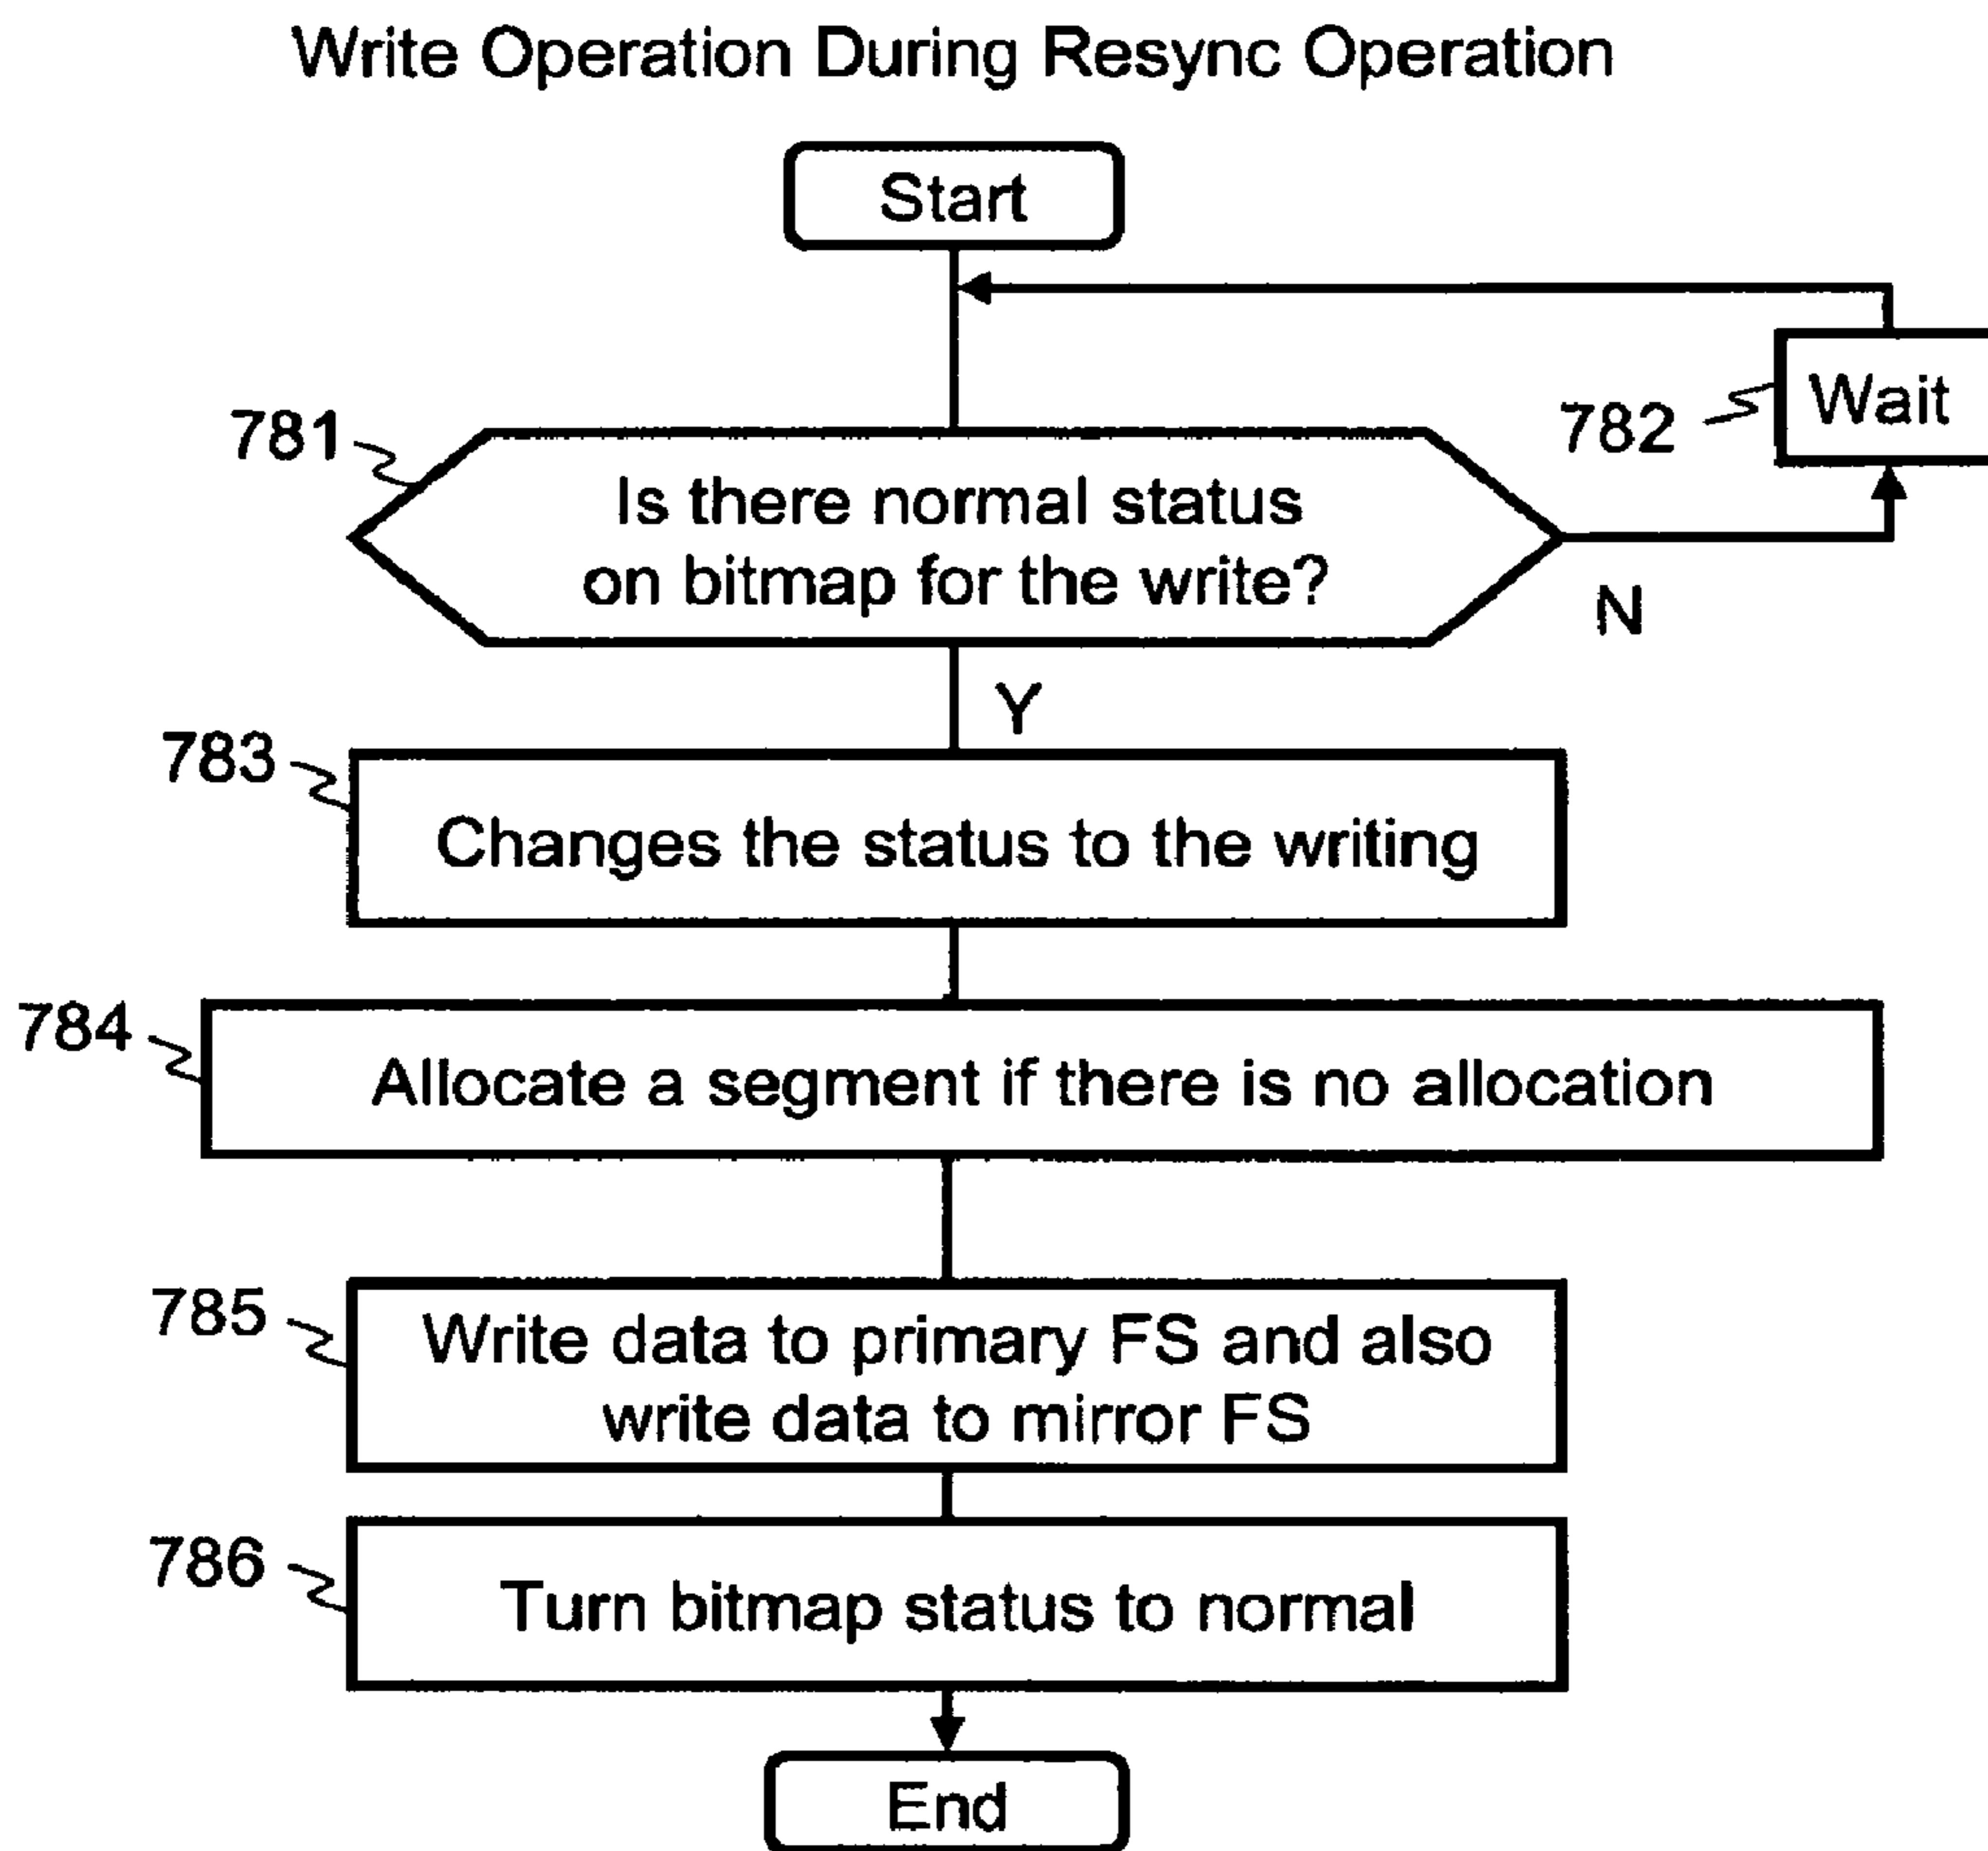 Write Operation During Resync Operation
Start
782
Wait
781
Is there normal status
on bitmap for the write?
N
Y
783
Changes the status to the writing
784
Allocate a segment if there is no allocation
785
Write data to primary FS and also
write data to mirror FS
786
Turn bitmap status to normal
End